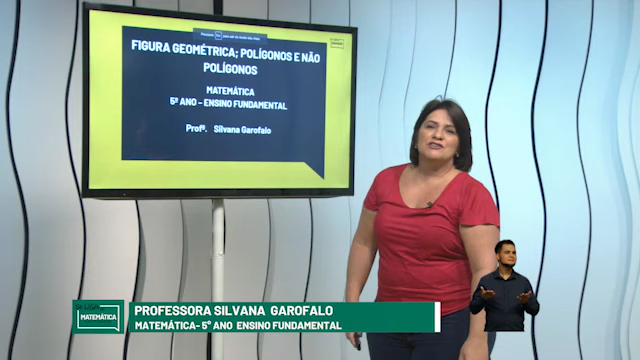 FIGURA GEOMÉTRICA; POLÍGONOS E NÃO
POLÍGONOS
MATEMÁTICA
5º ANO – ENSINO FUNDAMENTAL
Profª. Silvana Garofalo
PROFESSORA SILVANA GAROFALO
MATEMÁTICA- 5º ANO ENSINO FUNDAMENTAL
MATEMÁTICA